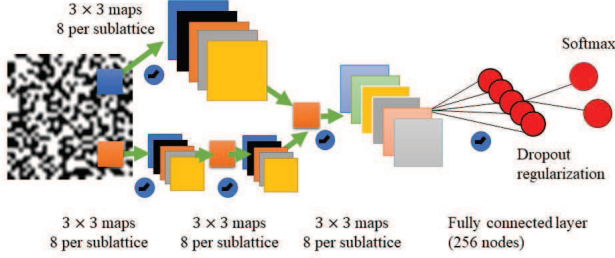 3 × 3 maps
8 per sublattice
Softmax
Dropout
regularization
3 × 3 maps
8 per sublattice
3 × 3 maps
8 per sublattice
3 × 3 maps
8 per sublattice
Fully connected layer
(256 nodes)